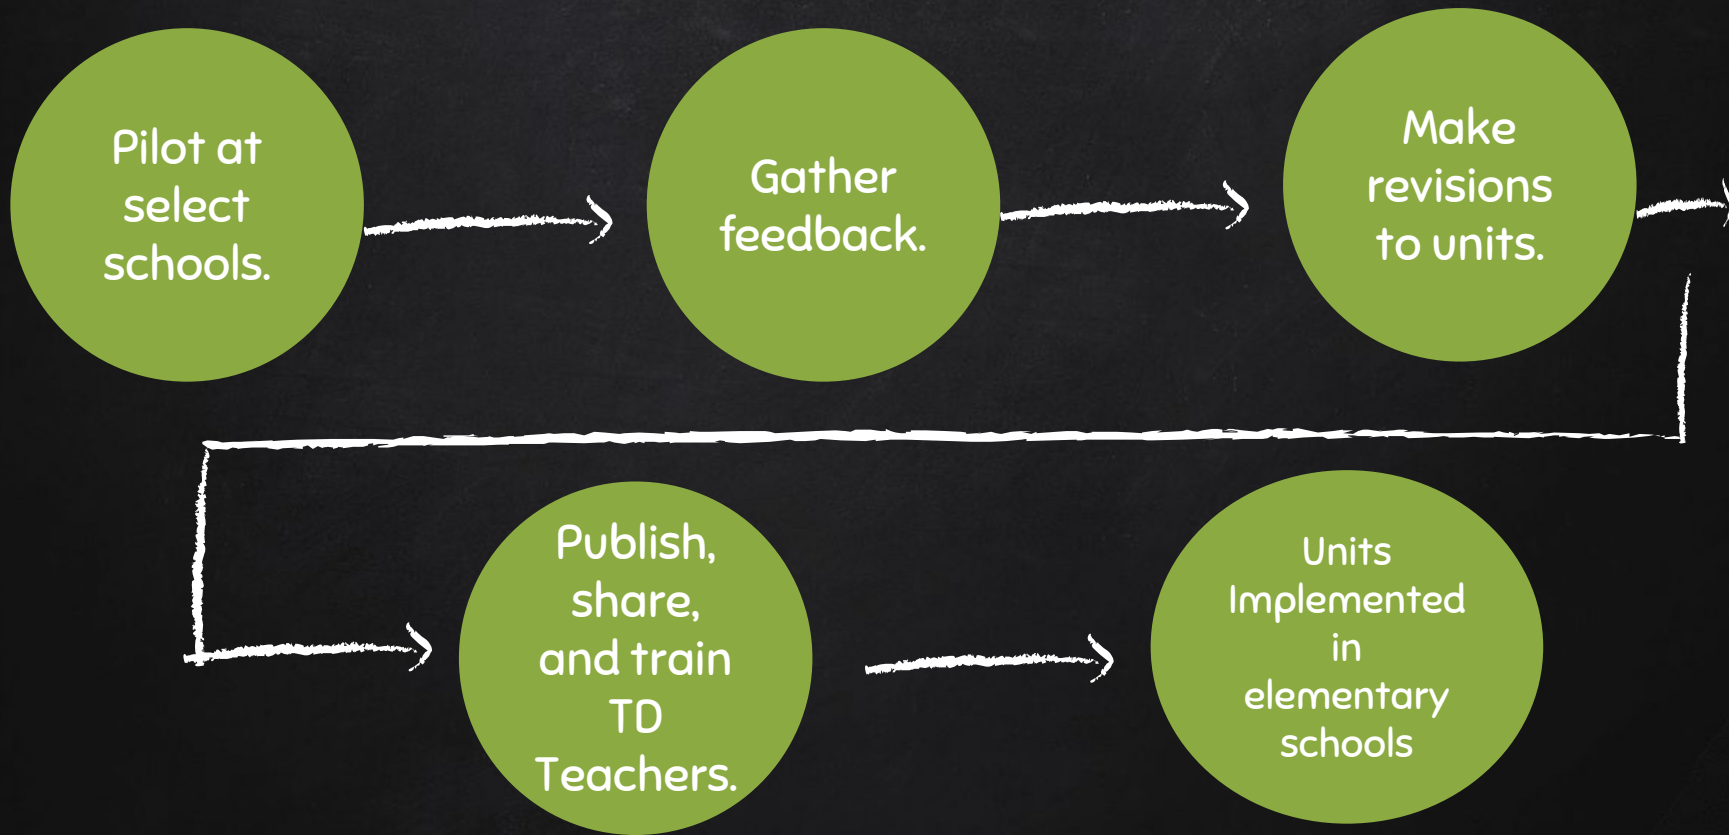 Pilot at
select
schools.
Gather
feedback.
Make
revisions
to units.
Publish,
share,
and train
TD
Teachers.
Units
Implemented
in
elementary
schools